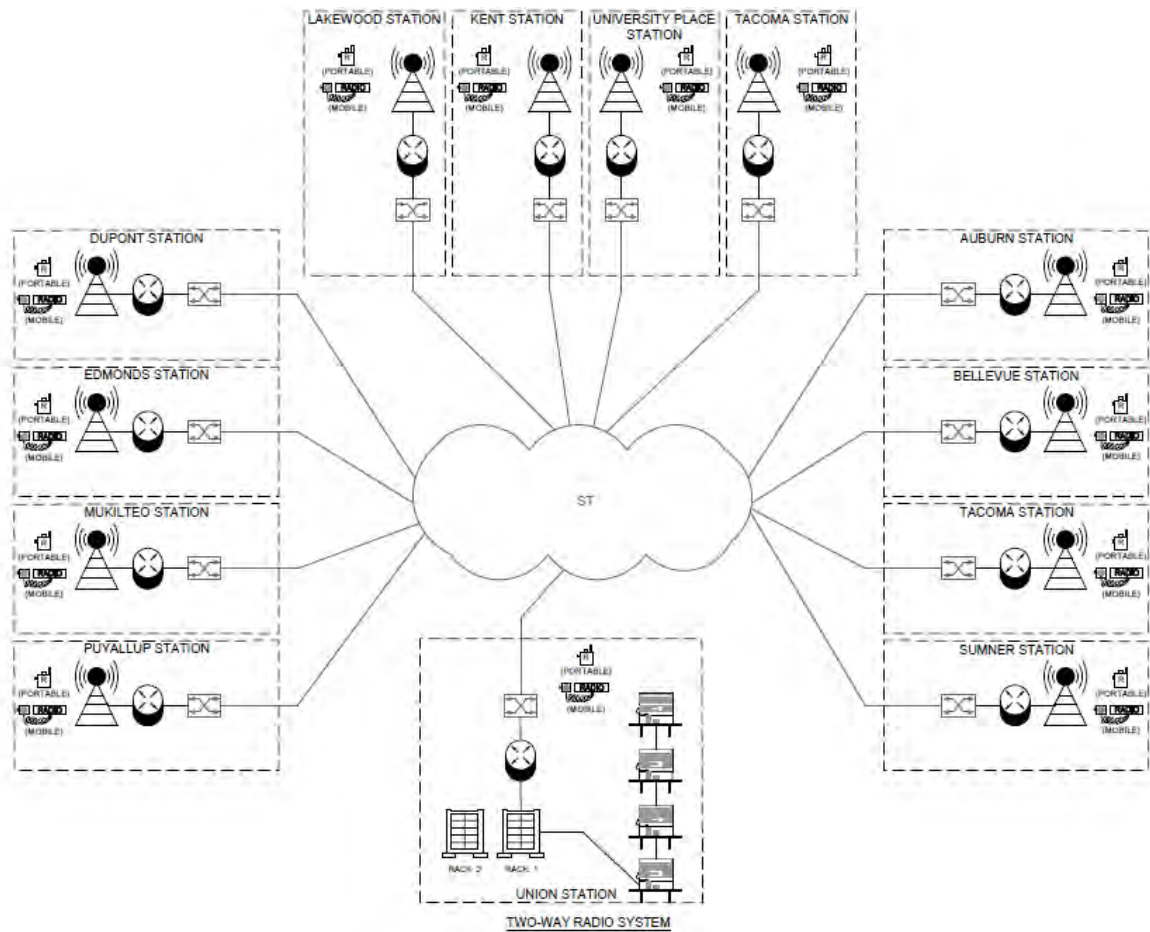 LAKEWOOD STATION
R
(PORTABLE)
RADIO
(MOBILE)
KENT STATION
R
(PORTABLE)
RADIO
(MOBILE)
UNIVERSITY PLACE
STATION
R
(PORTABLE)
RADIO
(MOBILE)
TACOMA STATION
R
(PORTABLE)
RADIO
(MOBILE)
DUPONT STATION
R
(PORTABLE)
RADIO
(MOBILE)
AUBURN STATION
R
(PORTABLE)
RADIO
(MOBILE)
EDMONDS STATION
R
(PORTABLE)
RADIO
(MOBILE)
BELLEVUE STATION
R
(PORTABLE)
RADIO
(MOBILE)
ST
MUKILTEO STATION
R
(PORTABLE)
RADIO
(MOBILE)
TACOMA STATION
R
(PORTABLE)
RADIO
(MOBILE)
PUYALLUP STATION
R
(PORTABLE)
RADIO
(MOBILE)
SUMNER STATION
R
(PORTABLE)
RADIO
(MOBILE)
R
(PORTABLE)
RADIO
(MOBILE)
RACK 2
RACK 1
UNION STATION
TWO-WAY RADIO SYSTEM